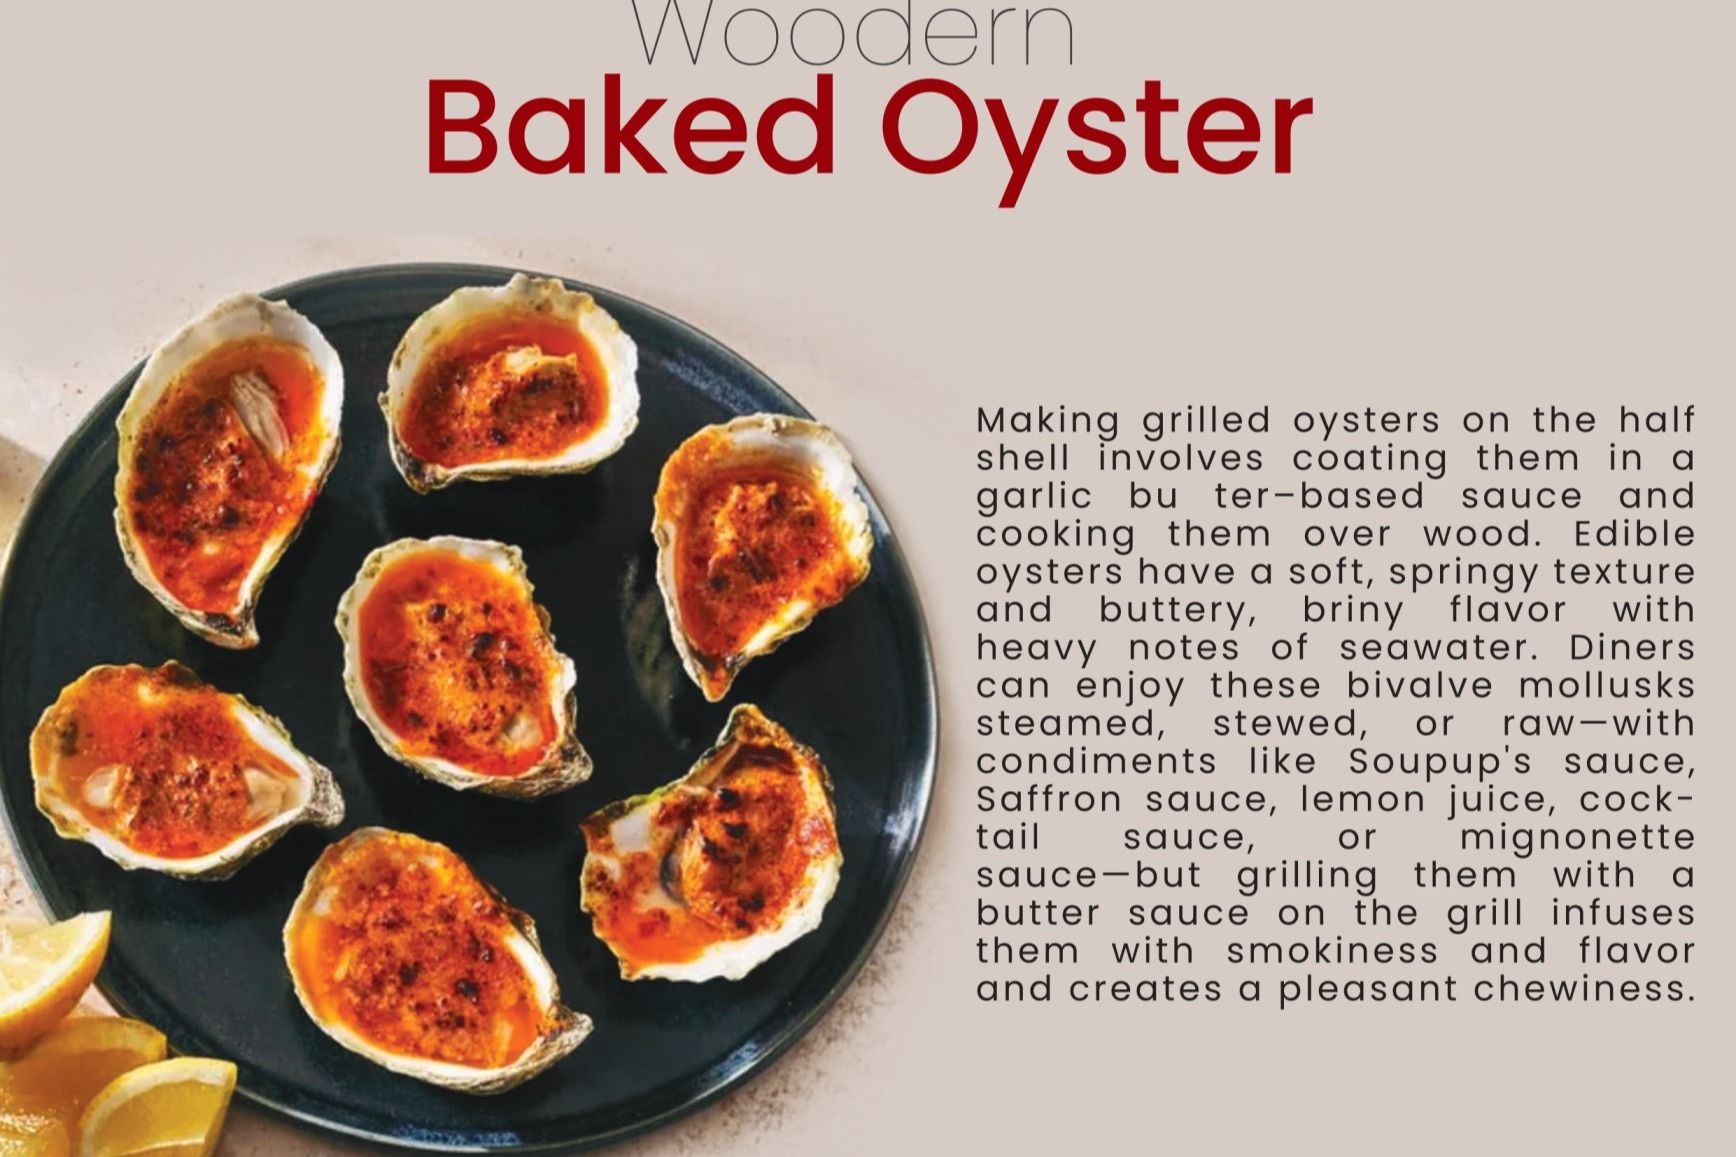 Woodern
Baked Oyster
Making grilled oysters on the half
shell involves coating them in a
garlic bu ter-based sauce and
cooking them over wood. Edible
oysters have a soft, springy texture
and buttery, briny flavor with
heavy notes of seawater. Diners
can enjoy these bivalve mollusks
steamed, stewed, or raw—with
condiments like Soupup's sauce,
Saffron sauce, lemon juice, cock-
tail sauce, or mignonette
sauce—but grilling them with a
butter sauce on the grill infuses
them with smokiness and flavor
and creates a pleasant chewiness.